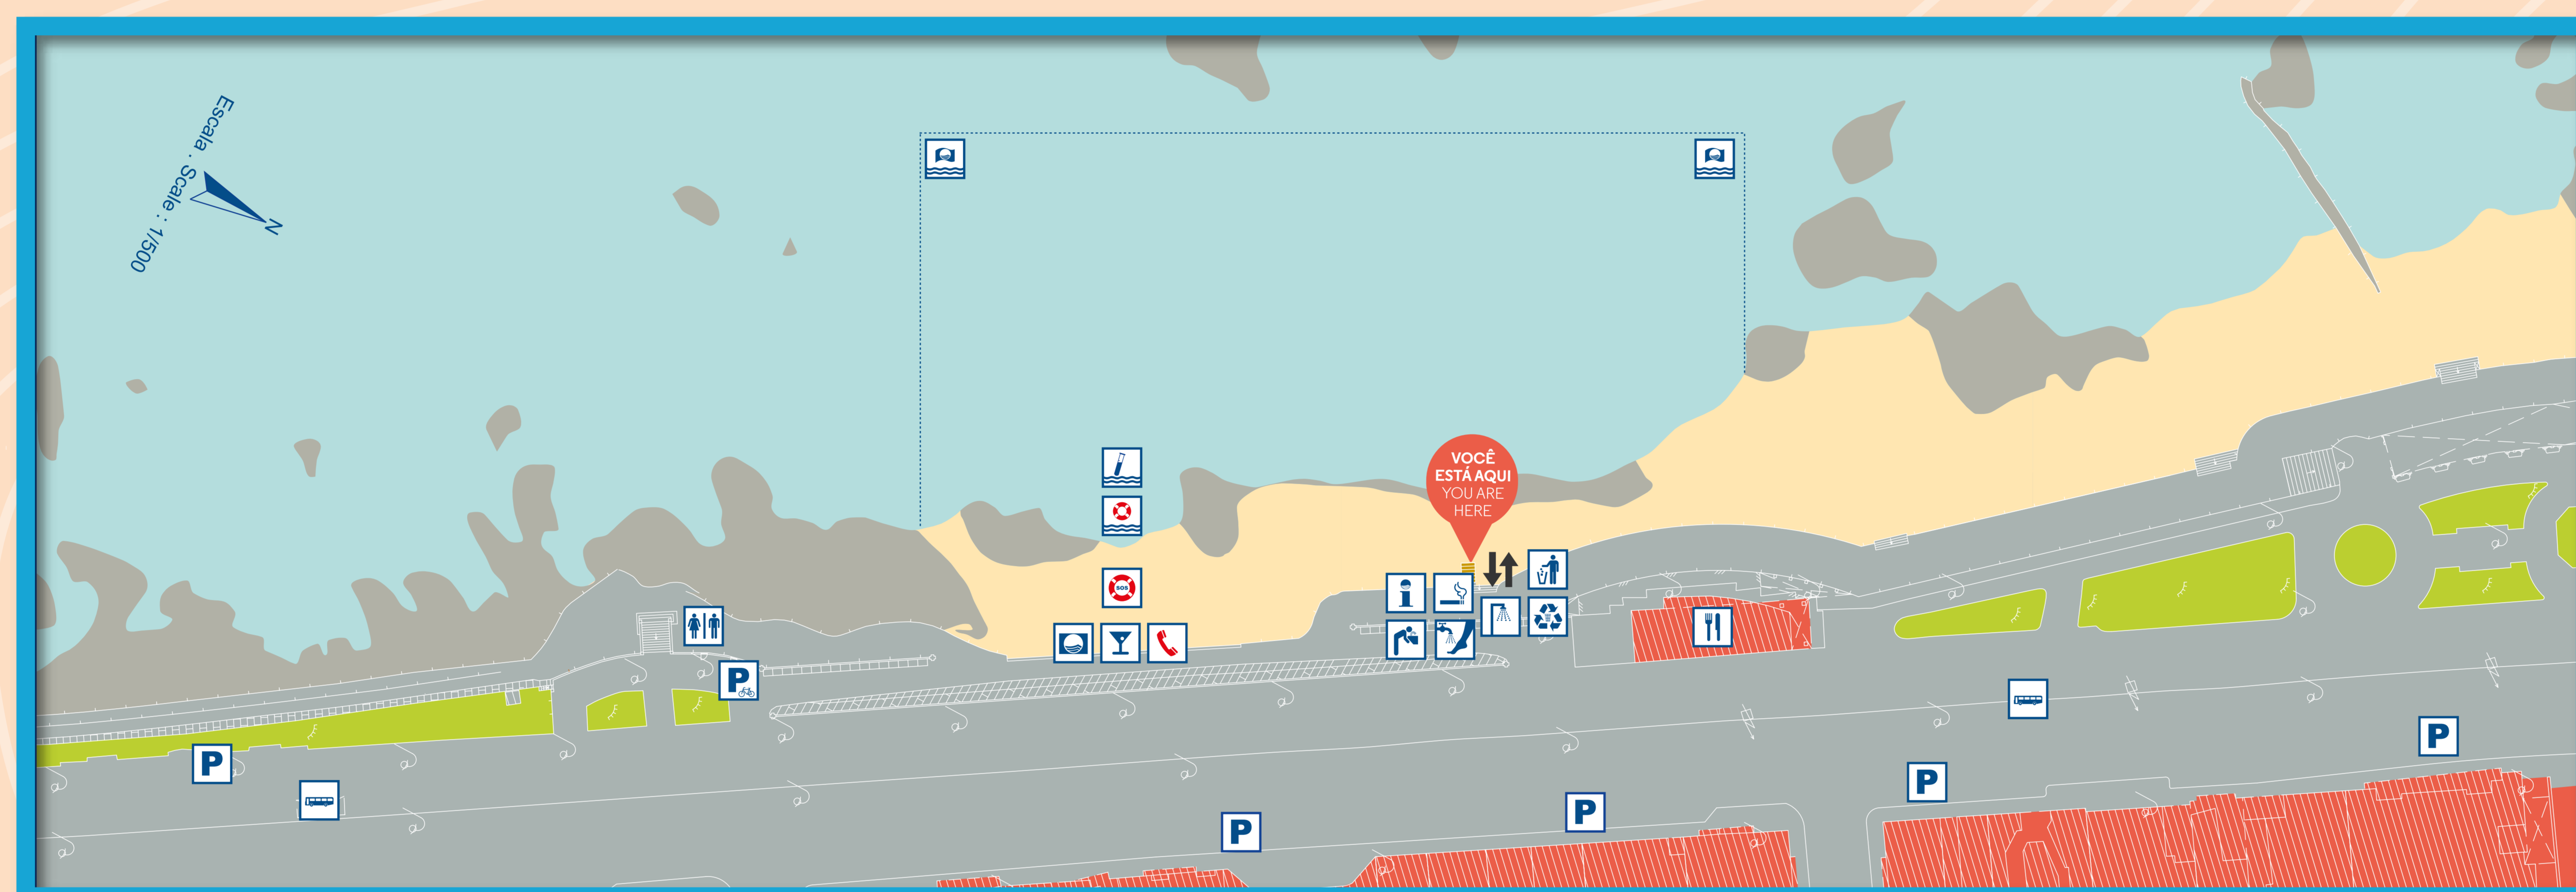 Escala . Scale : 1/500
N
VOCÊ
ESTÁ AQUI
YOU ARE
HERE
SOS
P
P
P
P
P
P